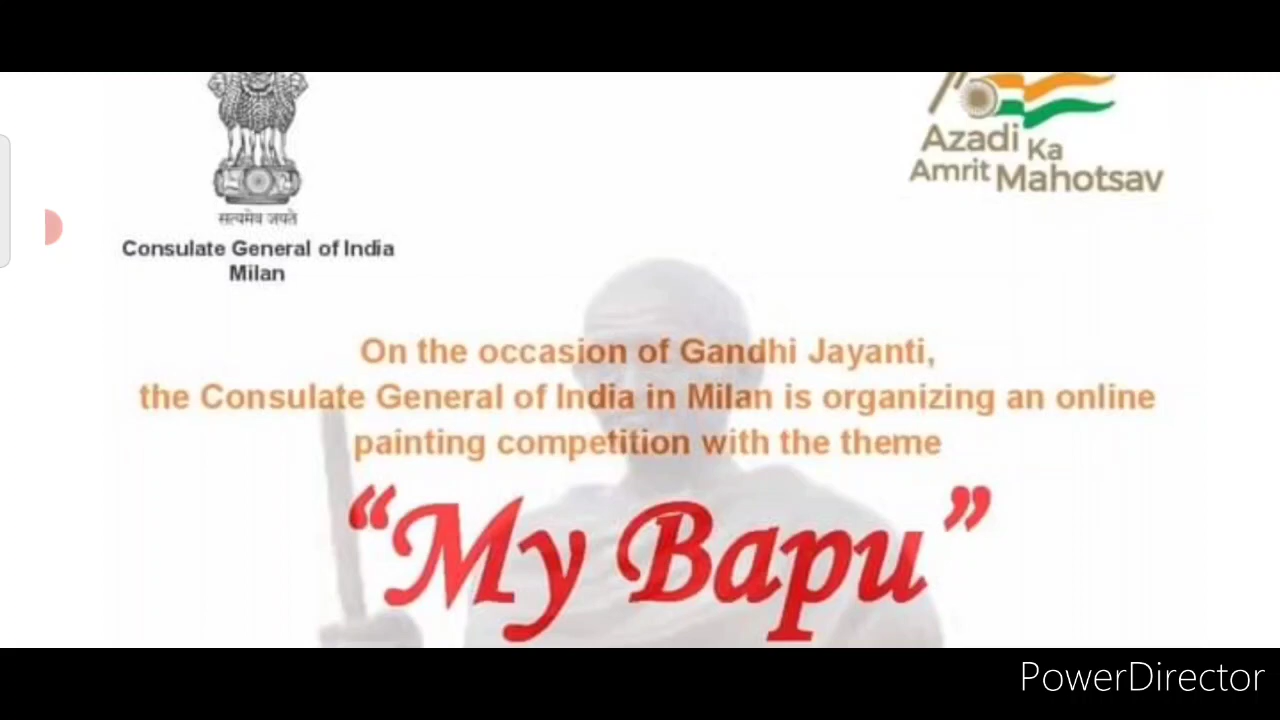 सत्यमेव जयते
Consulate General of India
Milan
Azadi Ka
Amrit Mahotsav
On the occasion of Gandhi Jayanti,
the Consulate General of India in Milan is organizing an online
painting competition with the theme
“My Bapu”
PowerDirector